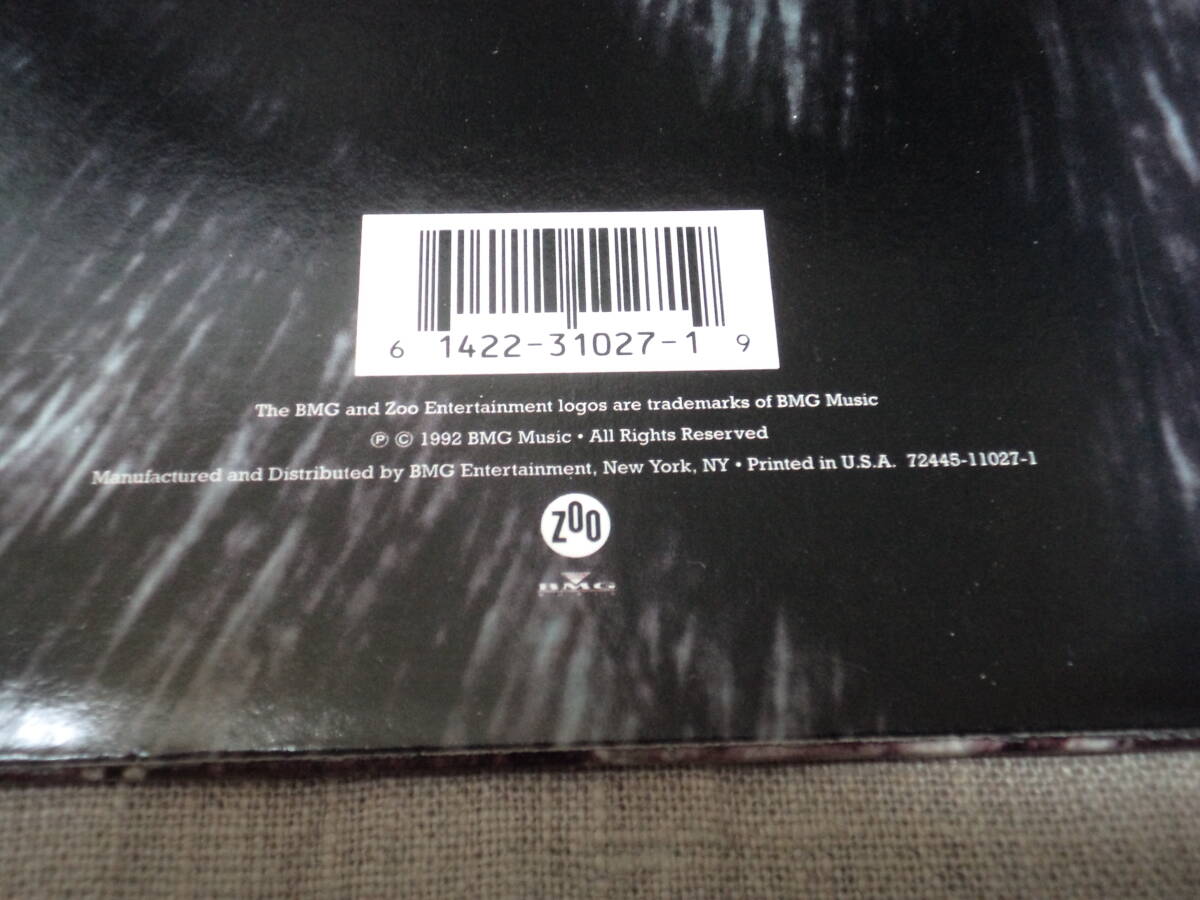 6 14422-31027-1 9
The BMG and Zoo Entertainment logos are trademarks of BMG Music
℗ © 1992 BMG Music • All Rights Reserved
Manufactured and Distributed by BMG Entertainment, New York, NY • Printed in U.S.A. 72445-11027-1
ZOO
BMG